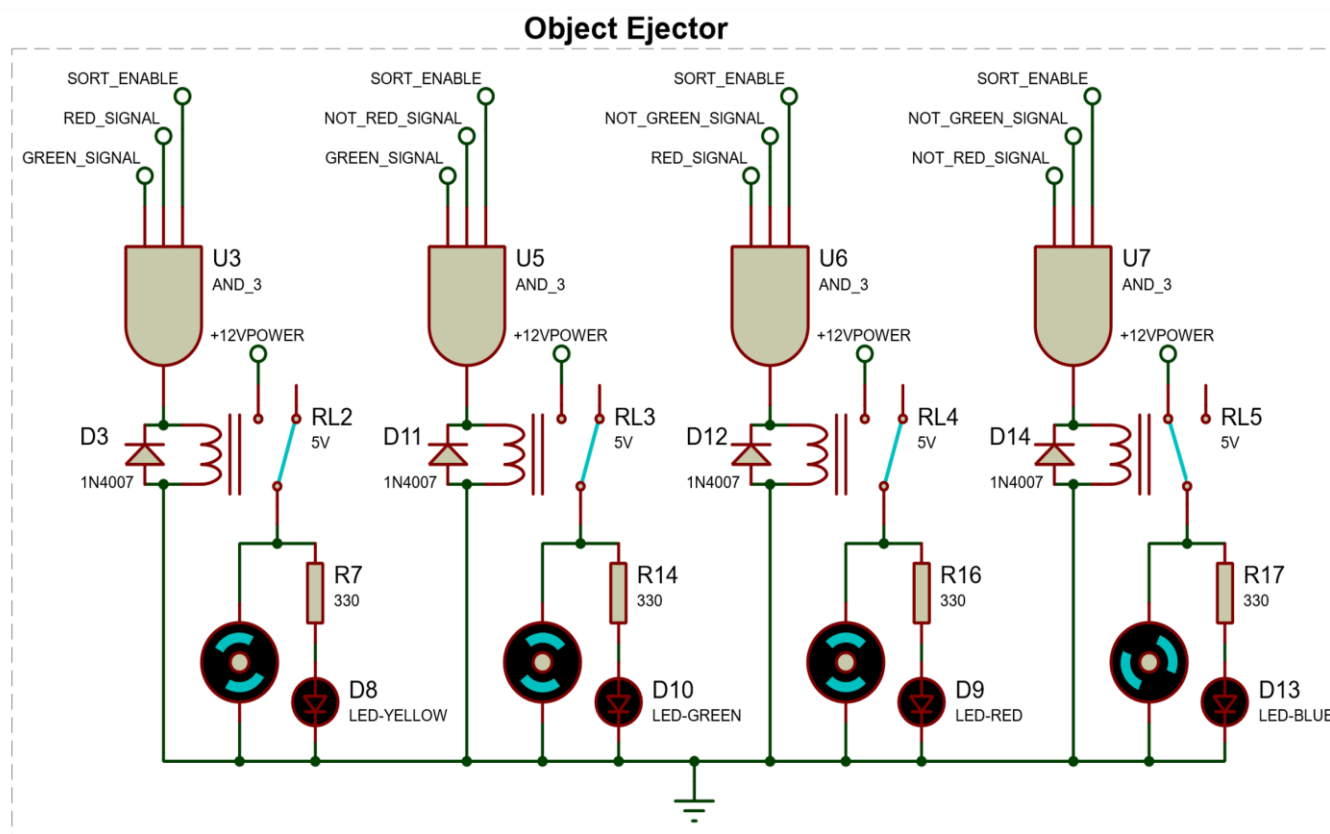 Object Ejector
SORT_ENABLE
RED_SIGNAL
GREEN_SIGNAL
U3
AND_3
+12VPOWER
D3
1N4007
RL2
5V
R7
330
D8
LED-YELLOW
SORT_ENABLE
NOT_RED_SIGNAL
GREEN_SIGNAL
U5
AND_3
+12VPOWER
D11
1N4007
RL3
5V
R14
330
D10
LED-GREEN
SORT_ENABLE
NOT_GREEN_SIGNAL
RED_SIGNAL
U6
AND_3
+12VPOWER
D12
1N4007
RL4
5V
R16
330
D9
LED-RED
SORT_ENABLE
NOT_GREEN_SIGNAL
NOT_RED_SIGNAL
U7
AND_3
+12VPOWER
D14
1N4007
RL5
5V
R17
330
D13
LED-BLUE